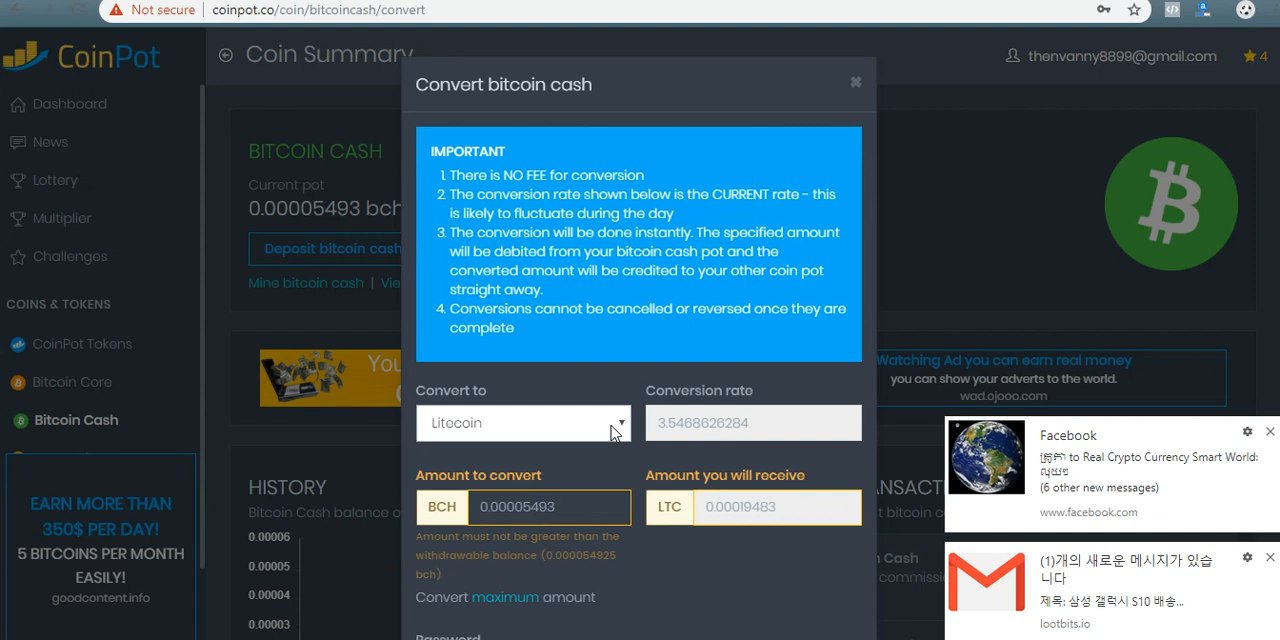 Not secure | coinpot.co/coin/bitcoincash/convert
CoinPot
Coin Summary
thenvanny8899@gmail.com
4
Dashboard
News
Lottery
Multiplier
Challenges
COINS & TOKENS
CoinPot Tokens
Bitcoin Core
Bitcoin Cash
EARN MORE THAN
350$ PER DAY!
5 BITCOINS PER MONTH
EASILY!
goodcontent.info
BITCOIN CASH
Current pot
0.00005493 bch
Deposit bitcoin cash
Mine bitcoin cash |
You
HISTORY
Bitcoin Cash balance
0.00006
0.00005
0.00004
0.00003
Convert bitcoin cash
IMPORTANT
1. There is NO FEE for conversion
2. The conversion rate shown below is the CURRENT rate - this
is likely to fluctuate during the day
3. The conversion will be done instantly. The specified amount
will be debited from your bitcoin cash pot and the
converted amount will be credited to your other coin pot
straight away.
4. Conversions cannot be cancelled or reversed once they are
complete
Convert to
Conversion rate
Litecoin
3.5468626284
Amount to convert
Amount you will receive
BCH 0.00005493
LTC 0.00019483
Amount must not be greater than the
withdrawable balance (0.000054925
bch)
Convert maximum amount
Password
Watching Ad you can earn real money
you can show your adverts to the world.
wad.ojooo.com
Cash
Facebook
to Real Crypto Currency Smart World:
(6 other new messages)
www.facebook.com
(1)개의 새로운 메시지가 있습
니다
제목: 삼성 갤럭시 S10 배송...
lootbits.io